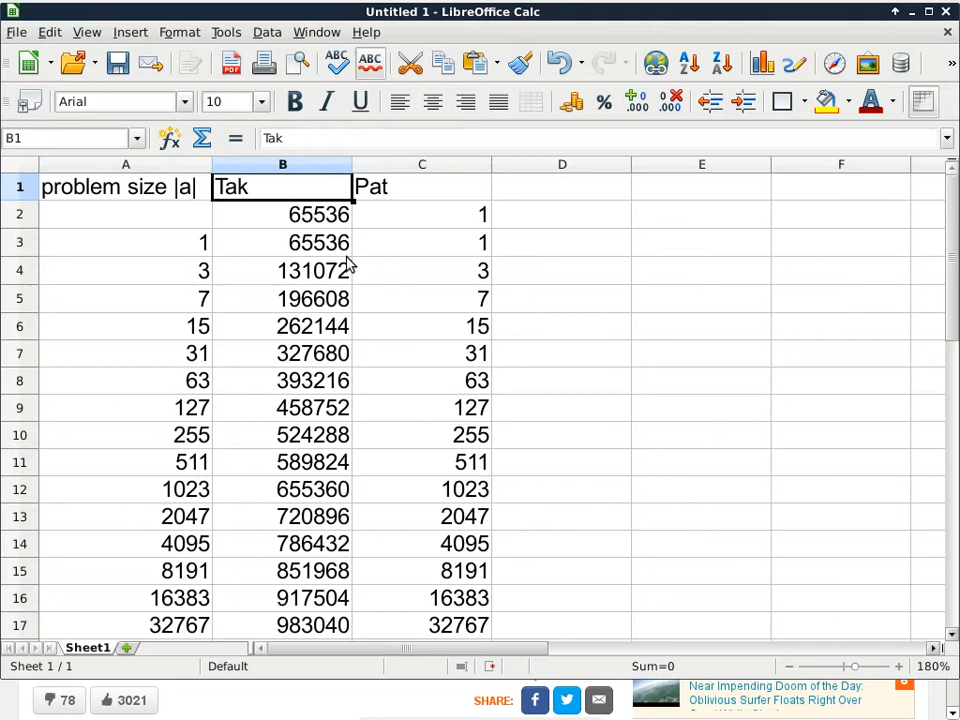 Untitled 1 - LibreOffice Calc
File Edit View Insert Format Tools Data Window Help
Arial 10
B1 Tak
A B C D E F
1 problem size |a| Tak Pat
2 65536 1
3 1 65536 1
4 3 131072 3
5 7 196608 7
6 15 262144 15
7 31 327680 31
8 63 393216 63
9 127 458752 127
10 255 524288 255
11 511 589824 511
12 1023 655360 1023
13 2047 720896 2047
14 4095 786432 4095
15 8191 851968 8191
16 16383 917504 16383
17 32767 983040 32767
Sheet1
Sheet 1 / 1 Default Sum=0 180%
78 3021 SHARE:
Near Impending Doom of the Day:
Oblivious Surfer Floats Right Over